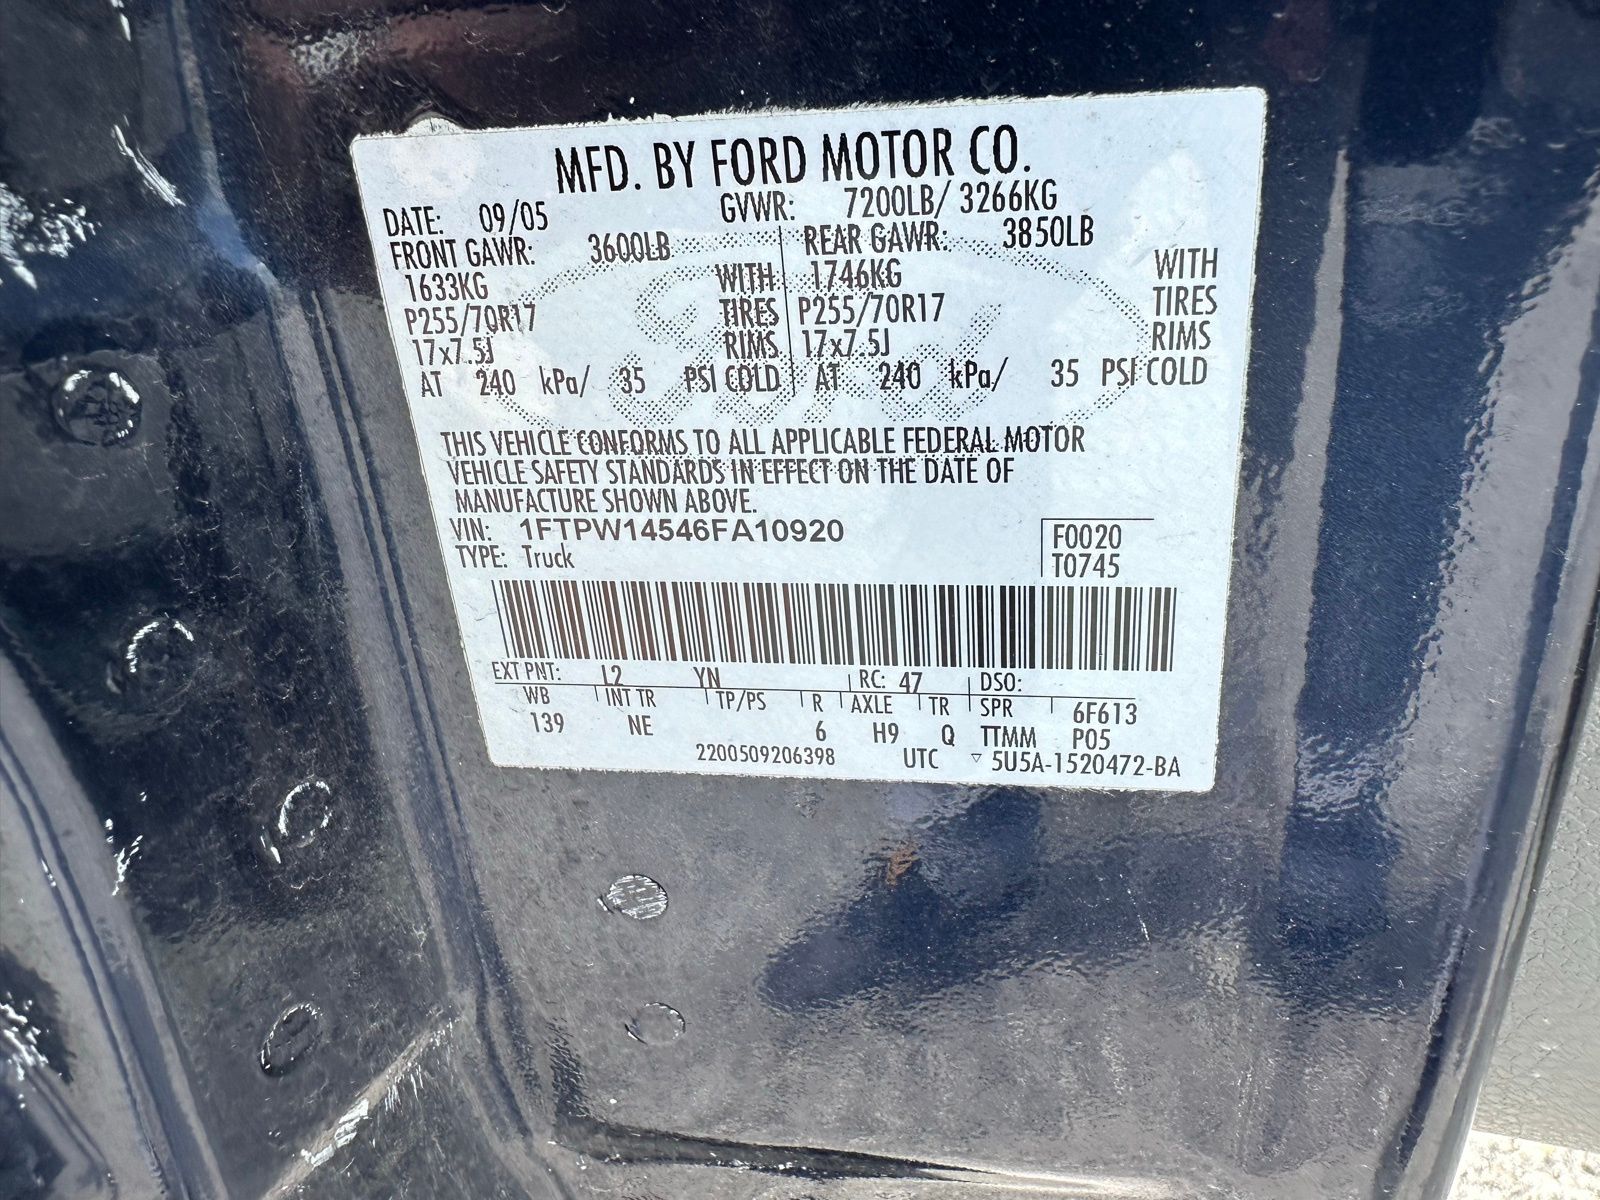 MFD. BY FORD MOTOR CO.
DATE: 09/05 GVWR: 7200LB/ 3266KG
FRONT GAWR: 3600LB REAR GAWR: 3850LB
1633KG WITH 1746KG WITH
P255/70R17 TIRES P255/70R17 TIRES
17x7.5J RIMS 17x7.5J RIMS
AT 240 kPa/ 35 PSI COLD AT 240 kPa/ 35 PSI COLD
Ford
THIS VEHICLE CONFORMS TO ALL APPLICABLE FEDERAL MOTOR
VEHICLE SAFETY STANDARDS IN EFFECT ON THE DATE OF
MANUFACTURE SHOWN ABOVE.
VIN: 1FTPW14546FA10920 F0020
TYPE: Truck T0745
EXT PNT: L2 YN RC: 47 DSO:
WB INT TR TP/PS R AXLE TR SPR 6F613
139 NE 6 H9 Q TTMM P05
2200509206398 UTC ▽ 5U5A-1520472-BA